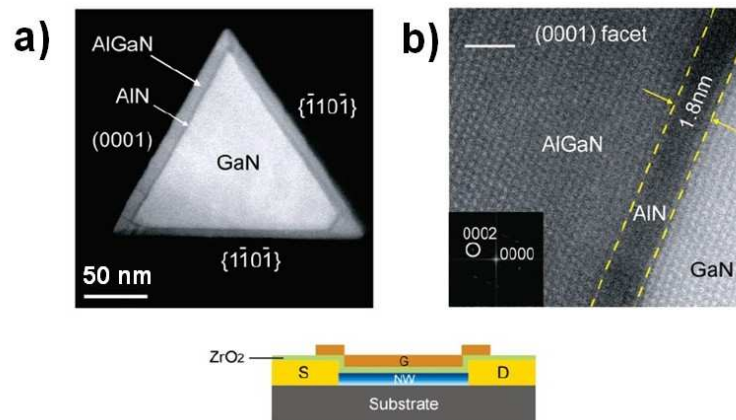 a)
AlGaN
AlN
(0001)
GaN
{1̄101̄}
{11̄01̄}
50 nm
b)
(0001) facet
1.8nm
AlGaN
AlN
GaN
0002
0000
ZrO₂
G
S
NW
D
Substrate